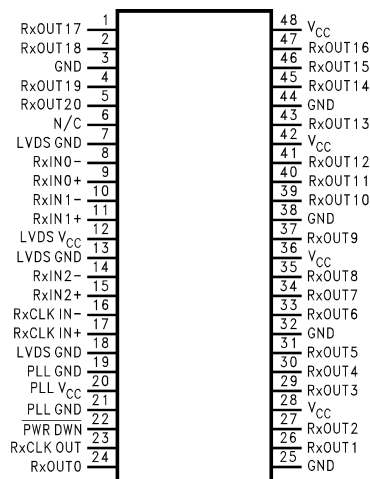 RxOUT17 1
RxOUT18 2
GND 3
RxOUT19 4
RxOUT20 5
N/C 6
LVDS GND 7
RxIN0- 8
RxIN0+ 9
RxIN1- 10
RxIN1+ 11
LVDS VCC 12
LVDS GND 13
RxIN2- 14
RxIN2+ 15
RxCLK IN- 16
RxCLK IN+ 17
LVDS GND 18
PLL GND 19
PLL VCC 20
PLL GND 21
PWR DWN 22
RxCLK OUT 23
RxOUT0 24
48 VCC
47 RxOUT16
46 RxOUT15
45 RxOUT14
44 GND
43 RxOUT13
42 VCC
41 RxOUT12
40 RxOUT11
39 RxOUT10
38 GND
37 RxOUT9
36 VCC
35 RxOUT8
34 RxOUT7
33 RxOUT6
32 GND
31 RxOUT5
30 RxOUT4
29 RxOUT3
28 VCC
27 RxOUT2
26 RxOUT1
25 GND